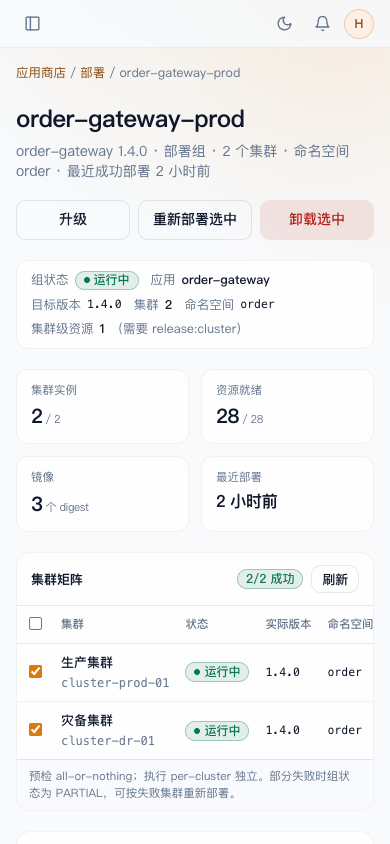 H
应用商店 / 部署 / order-gateway-prod
order-gateway-prod
order-gateway 1.4.0 · 部署组 · 2 个集群 · 命名空间
order · 最近成功部署 2 小时前
升级 重新部署选中 卸载选中
组状态 运行中 应用 order-gateway
目标版本 1.4.0 集群 2 命名空间 order
集群级资源 1 （需要 release:cluster）
集群实例 资源就绪
2 / 2 28 / 28
镜像 最近部署
3 个 digest 2 小时前
集群矩阵 2/2 成功 刷新
集群 状态 实际版本 命名空间
生产集群
cluster-prod-01 运行中 1.4.0 order
灾备集群
cluster-dr-01 运行中 1.4.0 order
预检 all-or-nothing；执行 per-cluster 独立。部分失败时组状
态为 PARTIAL，可按失败集群重新部署。